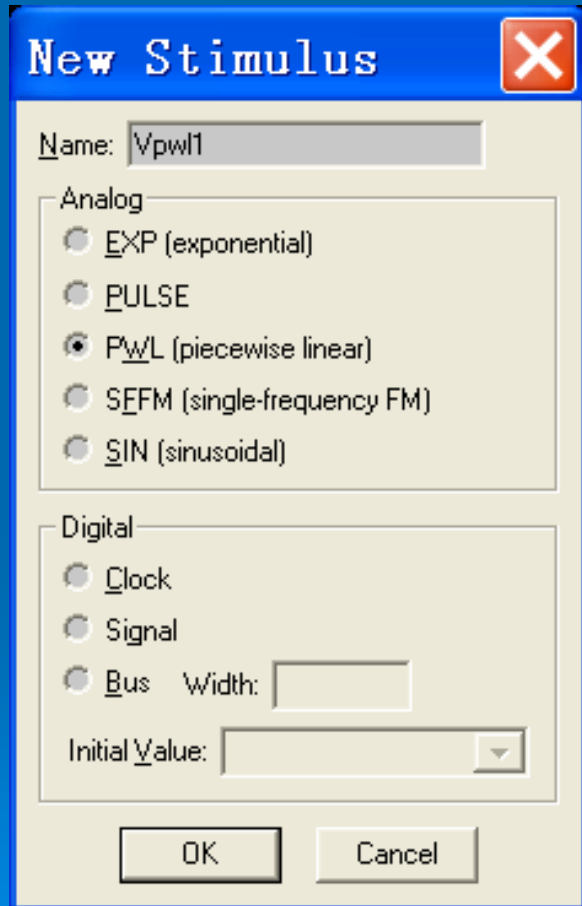 New Stimulus
Name: Vpwl1
Analog
EXP (exponential)
PULSE
PWL (piecewise linear)
SFFM (single-frequency FM)
SIN (sinusoidal)
Digital
Clock
Signal
Bus Width:
Initial Value:
OK Cancel